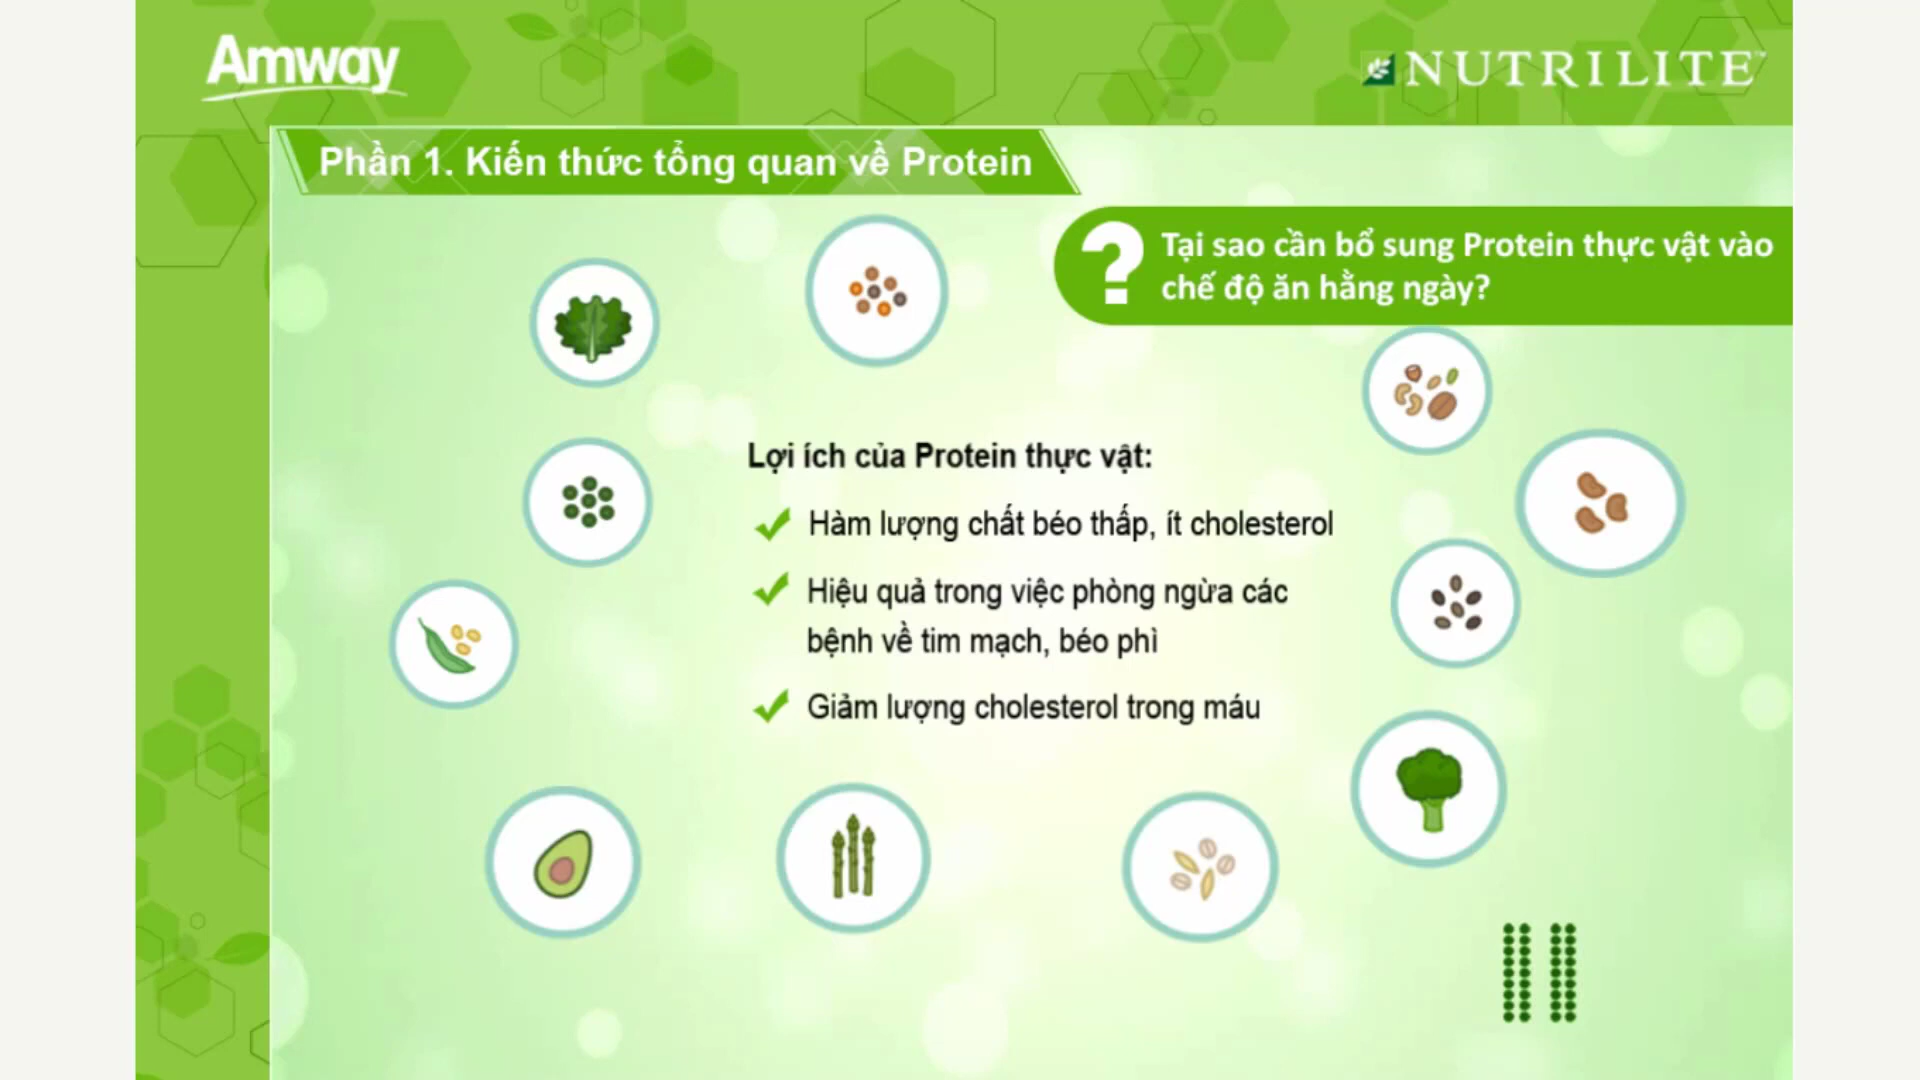 Amway
NUTRILITE™
Phần 1. Kiến thức tổng quan về Protein
? Tại sao cần bổ sung Protein thực vật vào
chế độ ăn hằng ngày?
Lợi ích của Protein thực vật:
Hàm lượng chất béo thấp, ít cholesterol
Hiệu quả trong việc phòng ngừa các
bệnh về tim mạch, béo phì
Giảm lượng cholesterol trong máu